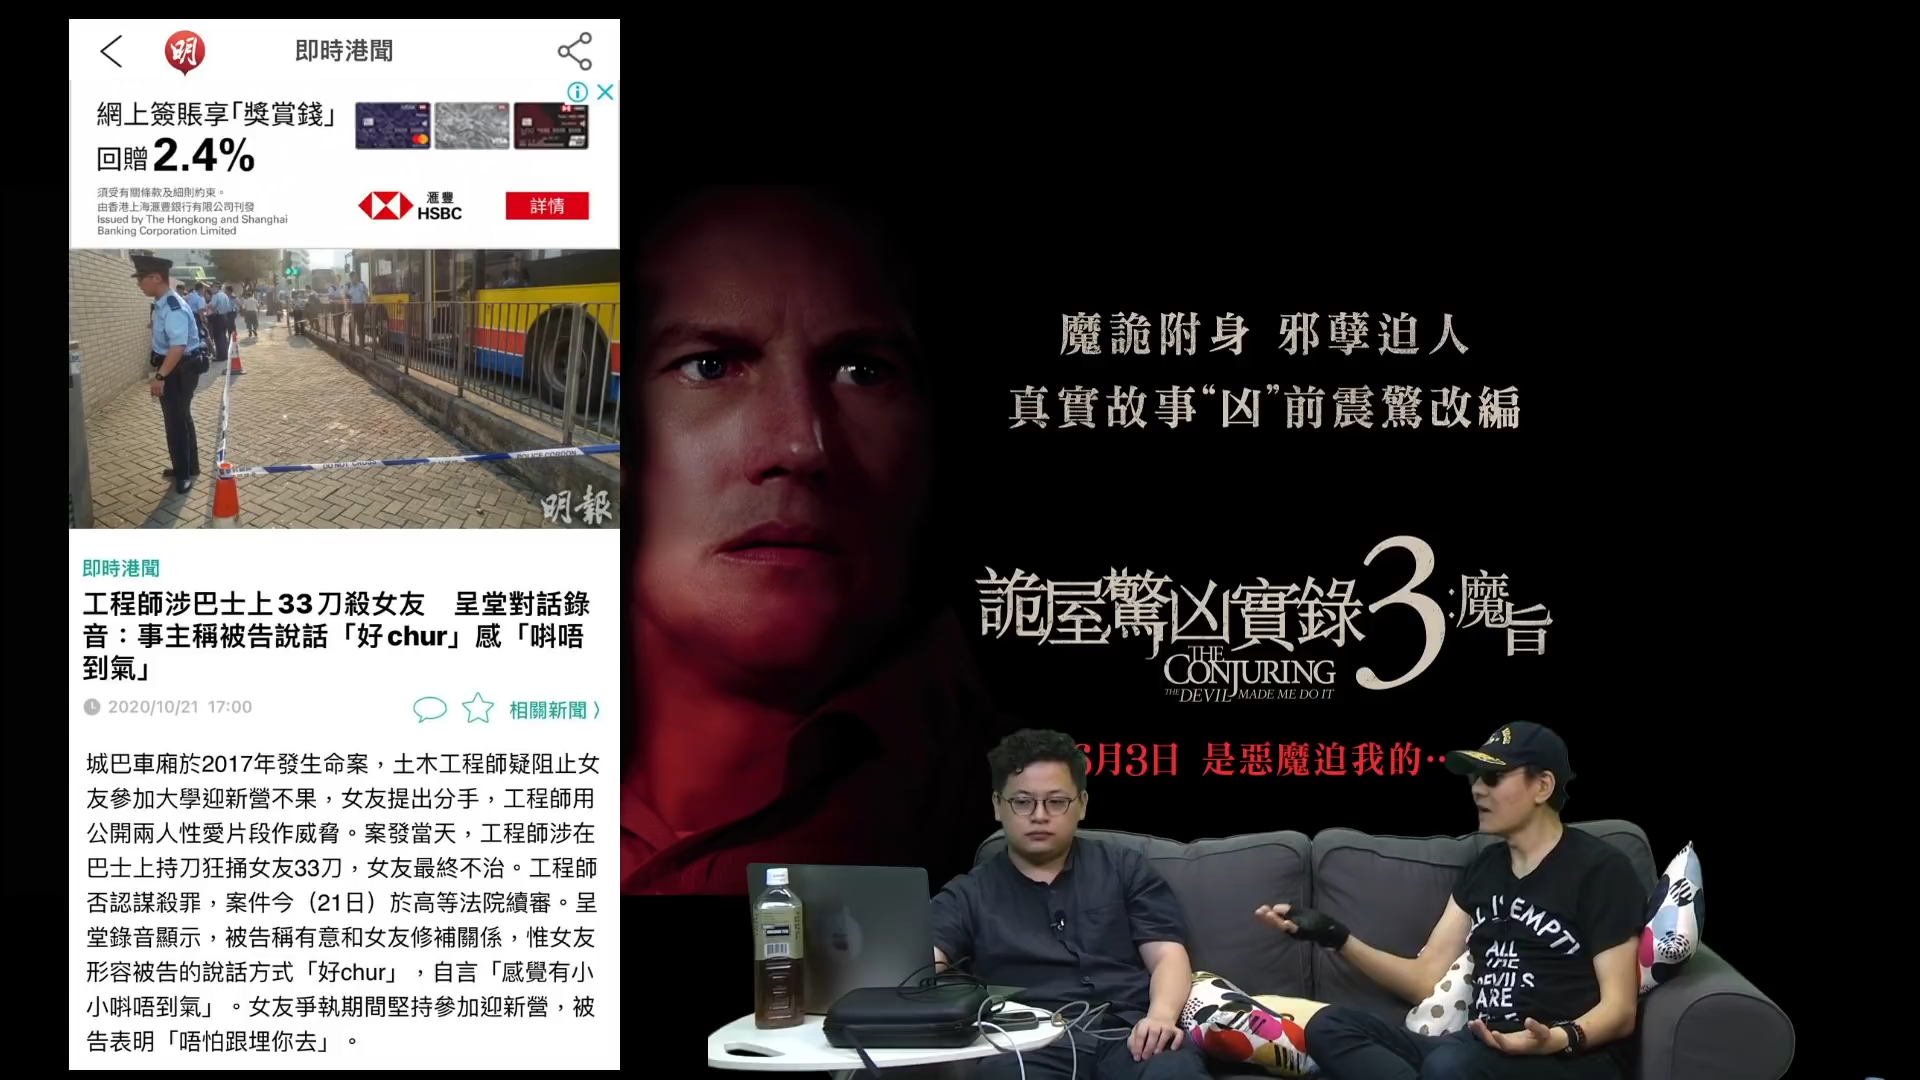 明
即時港聞
網上簽賬享「獎賞錢」
回贈2.4%
須受有關條款及細則約束。
由香港上海滙豐銀行有限公司刊發
Issued by The Hongkong and Shanghai
Banking Corporation Limited
滙豐
HSBC
詳情
DO NOT CROSS
POLICE CORDON
明報
即時港聞
工程師涉巴士上33刀殺女友　呈堂對話錄
音：事主稱被告說話「好chur」感「唞唔
到氣」
2020/10/21 17:00
相關新聞
城巴車廂於2017年發生命案，土木工程師疑阻止女
友參加大學迎新營不果，女友提出分手，工程師用
公開兩人性愛片段作威脅。案發當天，工程師涉在
巴士上持刀狂捅女友33刀，女友最終不治。工程師
否認謀殺罪，案件今（21日）於高等法院續審。呈
堂錄音顯示，被告稱有意和女友修補關係，惟女友
形容被告的說話方式「好chur」，自言「感覺有小
小唞唔到氣」。女友爭執期間堅持參加迎新營，被
告表明「唔怕跟埋你去」。
魔詭附身 邪孽迫人
真實故事“凶”前震驚改編
詭屋驚凶實錄3:魔旨
THE
CONJURING
THE DEVIL MADE ME DO IT
6月3日 是惡魔迫我的‥
EMPTY
ALL
THE
DEVILS
ARE